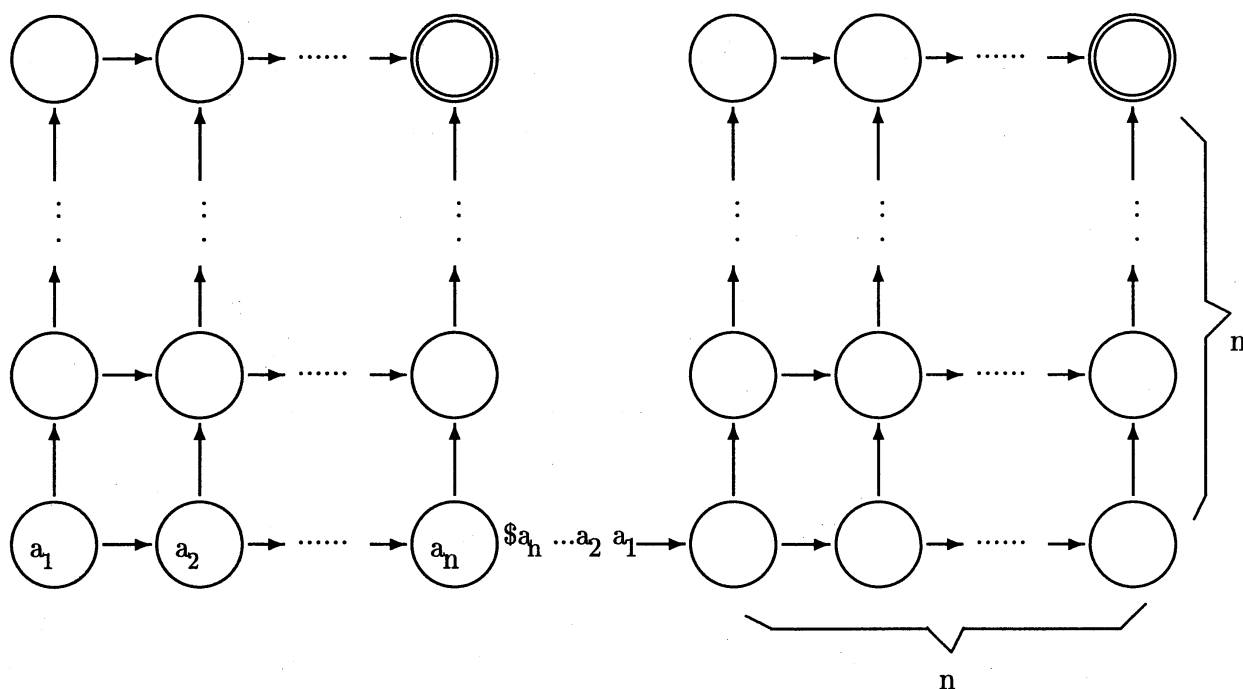 n
a₁ a₂ aₙ $aₙ ...a₂ a₁
n